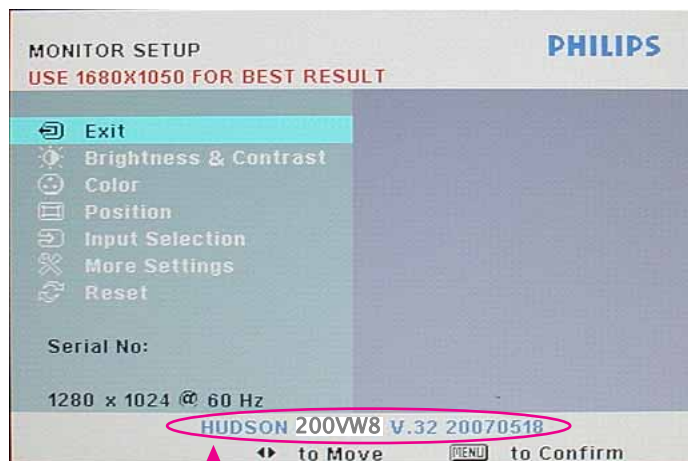 MONITOR SETUP
PHILIPS
USE 1680X1050 FOR BEST RESULT
Exit
Brightness & Contrast
Color
Position
Input Selection
More Settings
Reset
Serial No:
1280 x 1024 @ 60 Hz
HUDSON 200VW8 V.32 20070518
to Move MENU to Confirm